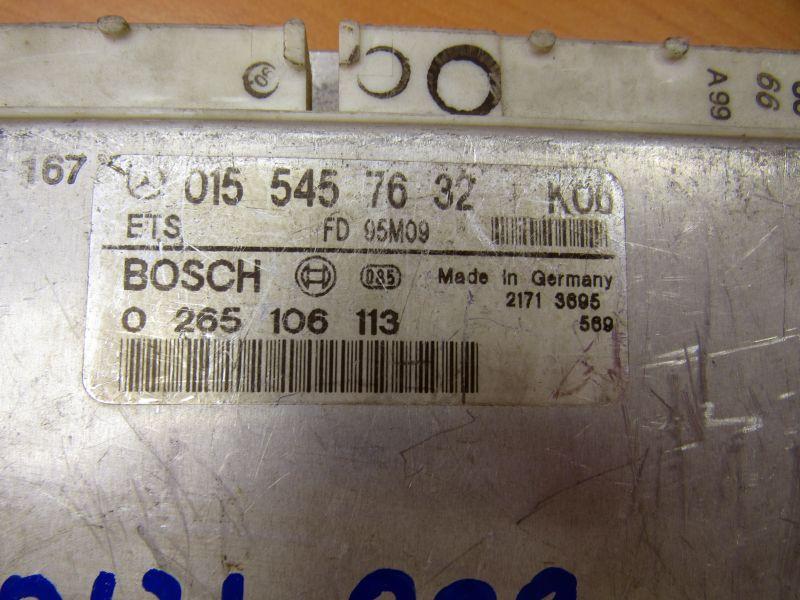 66
A 99
167
015 545 76 32
ETS FD 95M09
BOSCH 035 Made in Germany
0 265 106 113
2171 3695
569